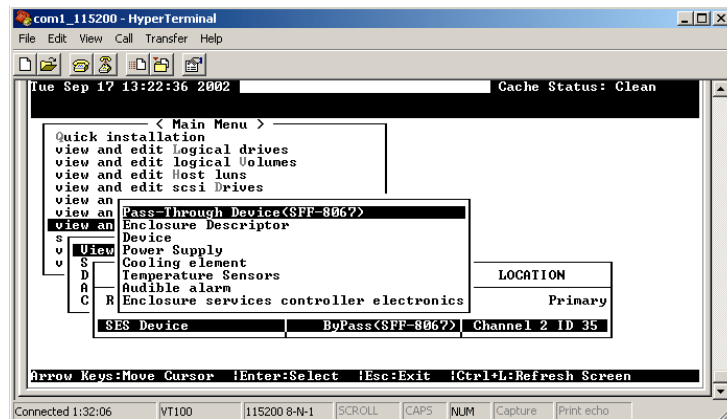 com1_115200 - HyperTerminal
File Edit View Call Transfer Help
Tue Sep 17 13:22:36 2002 Cache Status: Clean
< Main Menu >
Quick installation
view and edit Logical drives
view and edit logical Volumes
view and edit Host luns
view and edit scsi Drives
view an
view an Pass-Through Device(SFF-8067)
view an Enclosure Descriptor
s Device
v View Power Supply
v S Cooling element
D Temperature Sensors LOCATION
A Audible alarm
C R Enclosure services controller electronics Primary
SES Device ByPass(SFF-8067) Channel 2 ID 35
Arrow Keys:Move Cursor |Enter:Select |Esc:Exit |Ctrl+L:Refresh Screen
Connected 1:32:06 VT100 115200 8-N-1 SCROLL CAPS NUM Capture Print echo